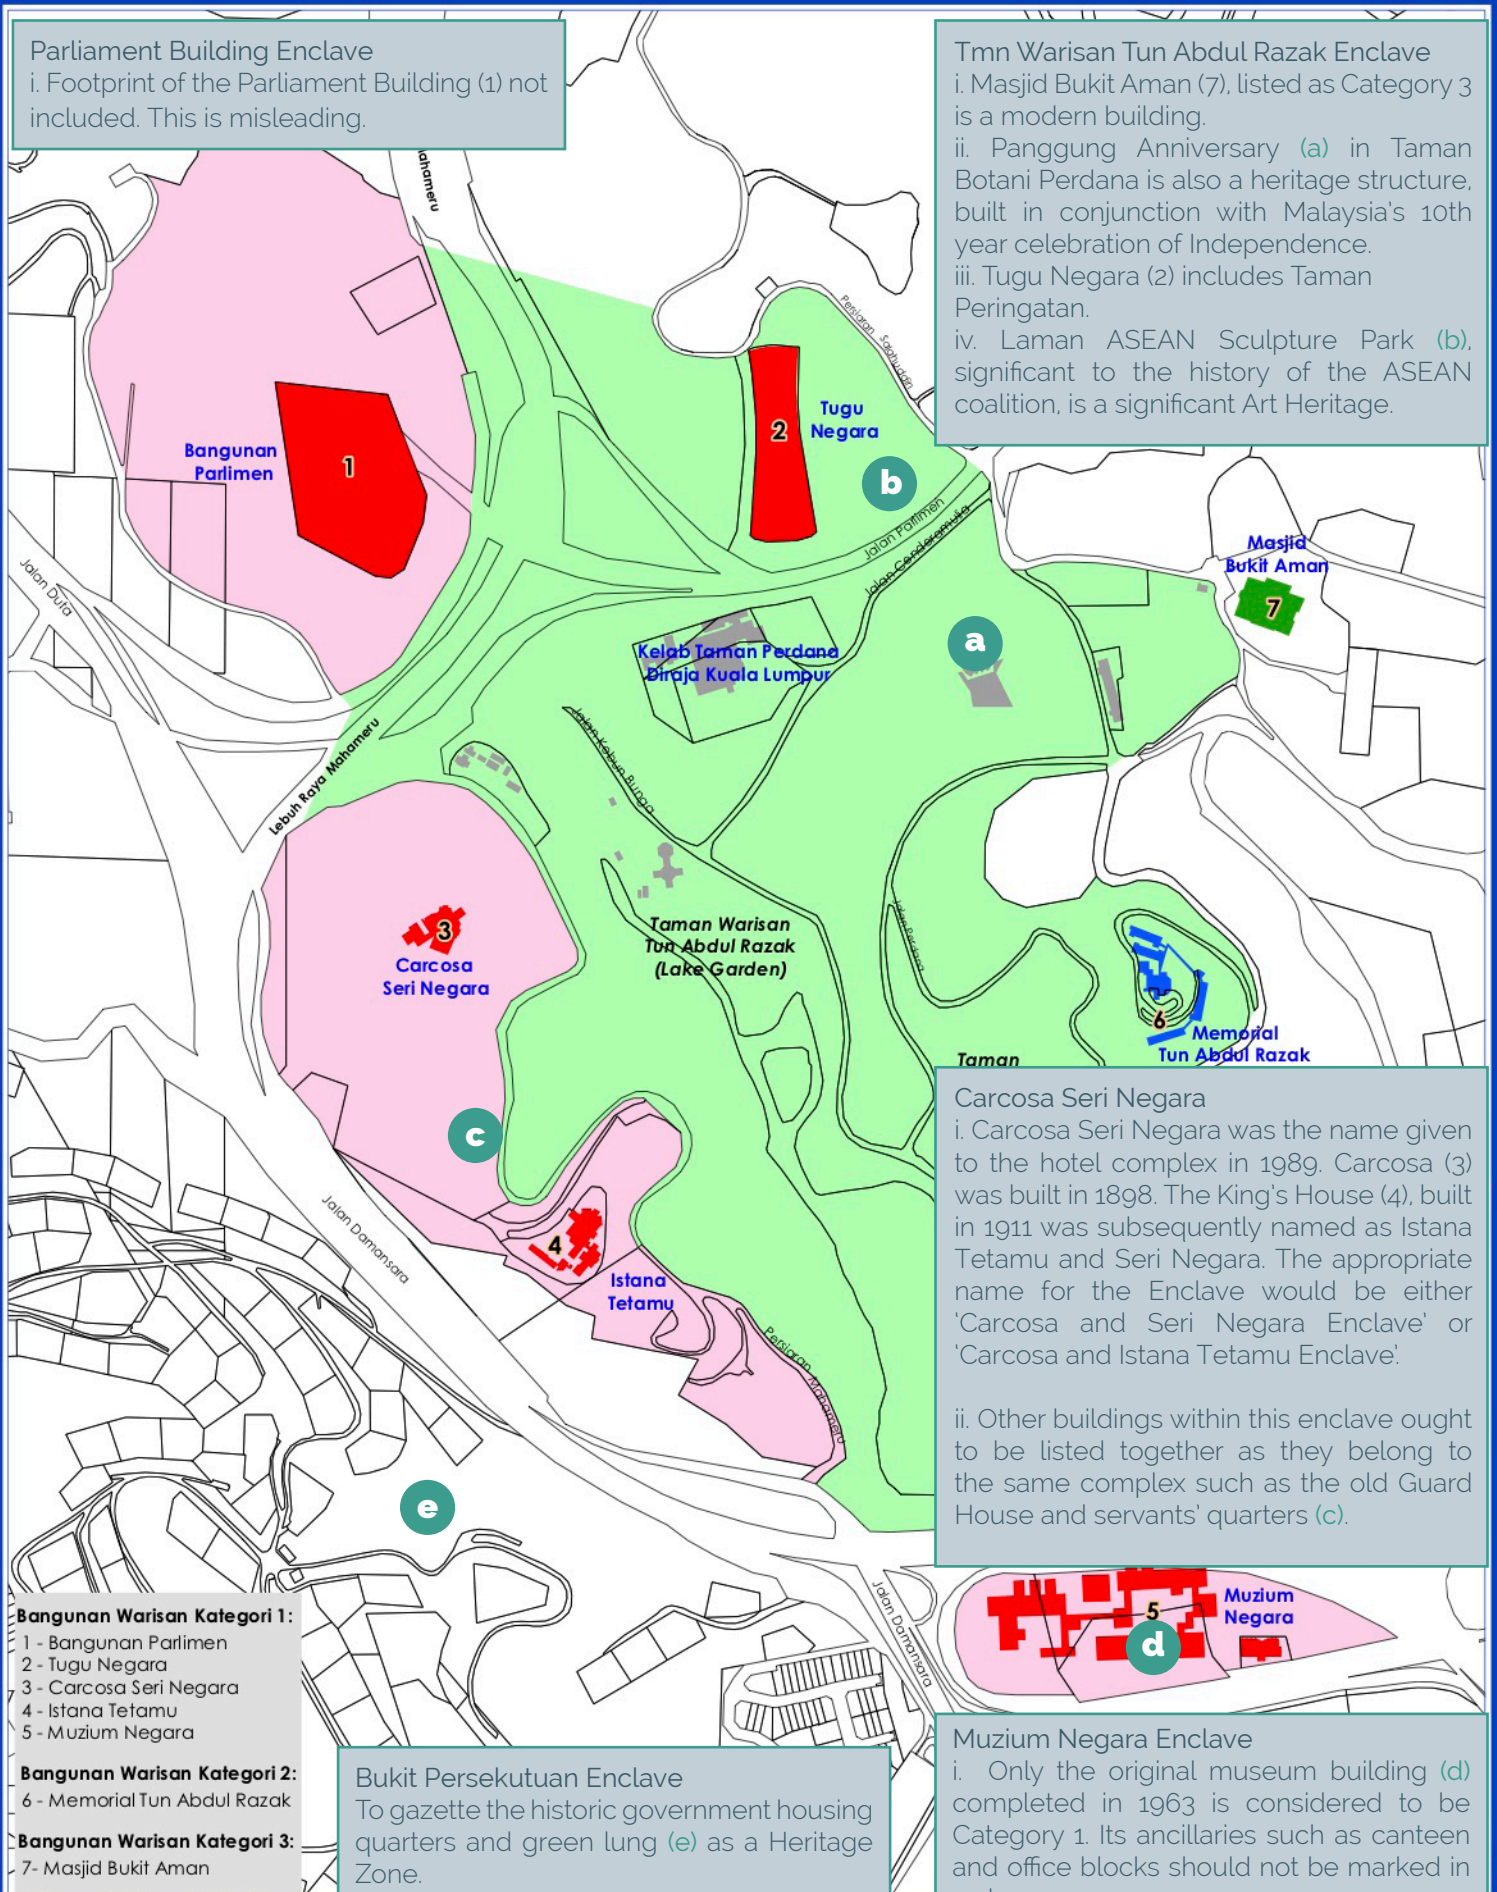 Parliament Building Enclave
i. Footprint of the Parliament Building (1) not
included. This is misleading.
Tmn Warisan Tun Abdul Razak Enclave
i. Masjid Bukit Aman (7), listed as Category 3
is a modern building.
ii. Panggung Anniversary (a) in Taman
Botani Perdana is also a heritage structure,
built in conjunction with Malaysia's 10th
year celebration of Independence.
iii. Tugu Negara (2) includes Taman
Peringatan.
iv. Laman ASEAN Sculpture Park (b),
significant to the history of the ASEAN
coalition, is a significant Art Heritage.
ahameru
Persiaran Salahuddin
Bangunan
Parlimen
1
2
Tugu
Negara
b
Jalan Parlimen
Jalan Cenderamulia
Masjid
Bukit Aman
7
Jalan Duta
Kelab Taman Perdana
Diraja Kuala Lumpur
a
Jalan Kebun Bunga
Lebuh Raya Mahameru
3
Carcosa
Seri Negara
Taman Warisan
Tun Abdul Razak
(Lake Garden)
Jalan Perdana
6
Memorial
Tun Abdul Razak
Taman
c
Jalan Damansara
4
Istana
Tetamu
Persiaran Mahameru
Carcosa Seri Negara
i. Carcosa Seri Negara was the name given
to the hotel complex in 1989. Carcosa (3)
was built in 1898. The King's House (4), built
in 1911 was subsequently named as Istana
Tetamu and Seri Negara. The appropriate
name for the Enclave would be either
'Carcosa and Seri Negara Enclave' or
'Carcosa and Istana Tetamu Enclave'.
ii. Other buildings within this enclave ought
to be listed together as they belong to
the same complex such as the old Guard
House and servants' quarters (c).
e
Jalan Damansara
5
d
Muzium
Negara
Bangunan Warisan Kategori 1:
1 - Bangunan Parlimen
2 - Tugu Negara
3 - Carcosa Seri Negara
4 - Istana Tetamu
5 - Muzium Negara
Bangunan Warisan Kategori 2:
6 - Memorial Tun Abdul Razak
Bangunan Warisan Kategori 3:
7- Masjid Bukit Aman
Bukit Persekutuan Enclave
To gazette the historic government housing
quarters and green lung (e) as a Heritage
Zone.
Muzium Negara Enclave
i. Only the original museum building (d)
completed in 1963 is considered to be
Category 1. Its ancillaries such as canteen
and office blocks should not be marked in